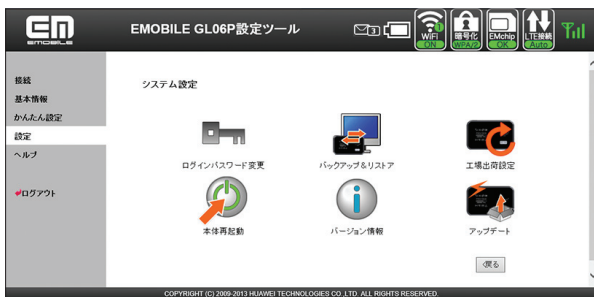 EM
EMOBILE
EMOBILE GL06P設定ツール
3
WiFi
ON
暗号化
WPA/2
EMchip
OK
LTE接続
Auto
接続
基本情報
かんたん設定
設定
ヘルプ
ログアウト
システム設定
ログインパスワード変更
バックアップ&リストア
工場出荷設定
本体再起動
バージョン情報
アップデート
戻る
COPYRIGHT (C) 2009-2013 HUAWEI TECHNOLOGIES CO.,LTD. ALL RIGHTS RESERVED.